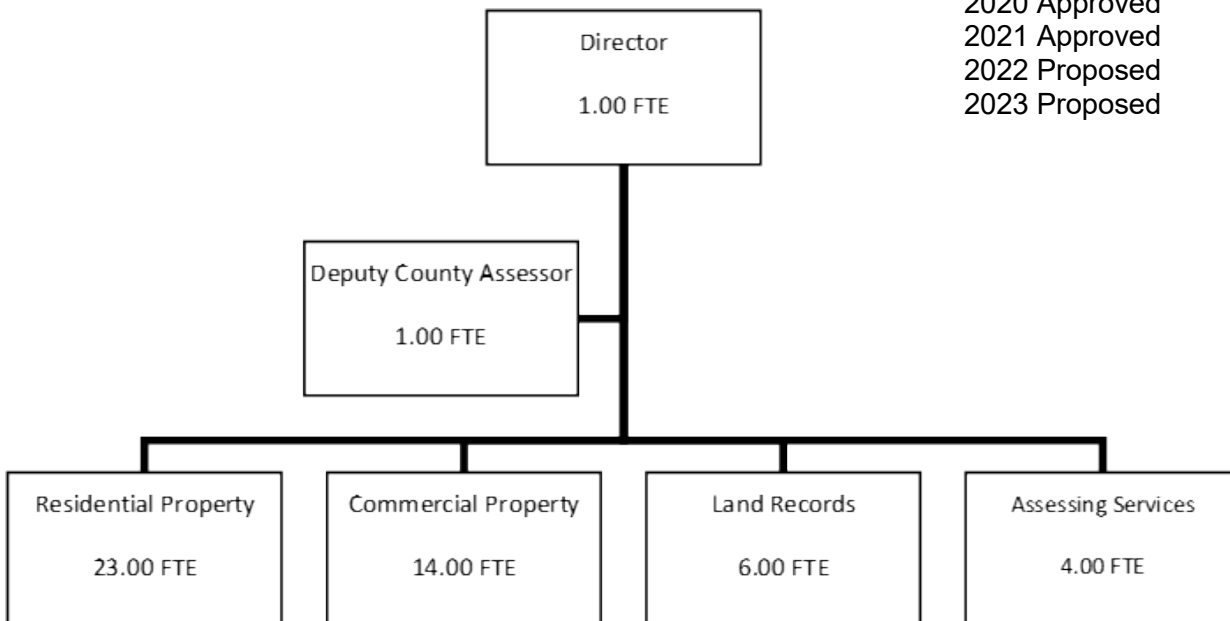 2020 Approved
2021 Approved
2022 Proposed
2023 Proposed
Director
1.00 FTE
Deputy County Assessor
1.00 FTE
Residential Property
23.00 FTE
Commercial Property
14.00 FTE
Land Records
6.00 FTE
Assessing Services
4.00 FTE